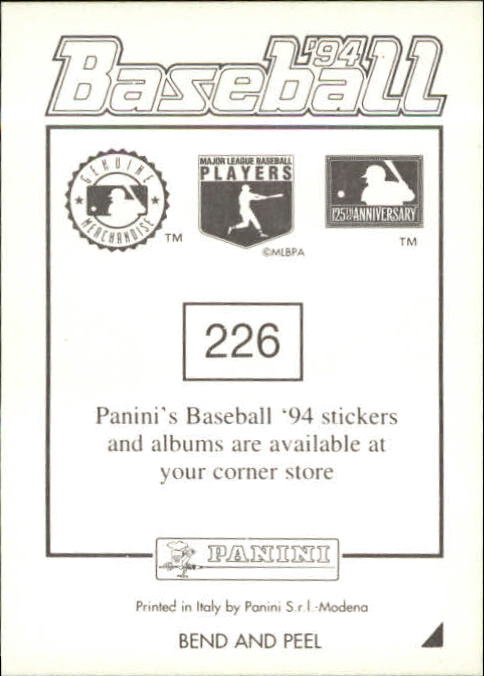 '94
Baseball
GENUINE
MERCHANDISE
TM
MAJOR LEAGUE BASEBALL
PLAYERS
©MLBPA
125TH ANNIVERSARY
TM
226
Panini's Baseball ‘94 stickers
and albums are available at
your corner store
PANINI
Printed in Italy by Panini S.r.l.-Modena
BEND AND PEEL